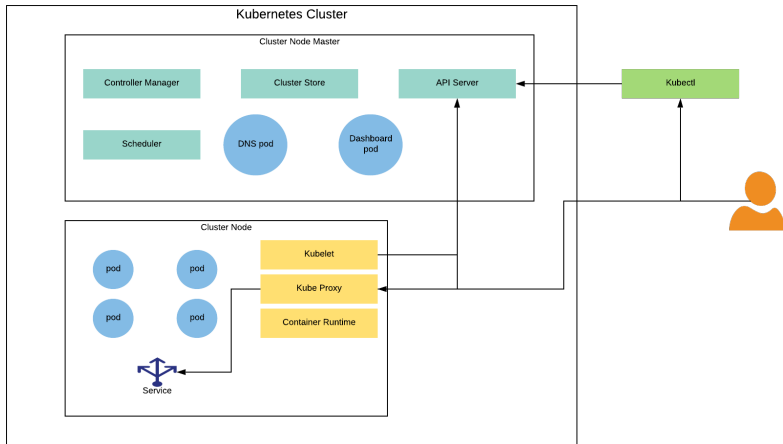 Kubernetes Cluster
Cluster Node Master
Controller Manager
Cluster Store
API Server
Kubectl
Scheduler
DNS pod
Dashboard
pod
Cluster Node
pod
pod
Kubelet
Kube Proxy
pod
pod
Container Runtime
Service